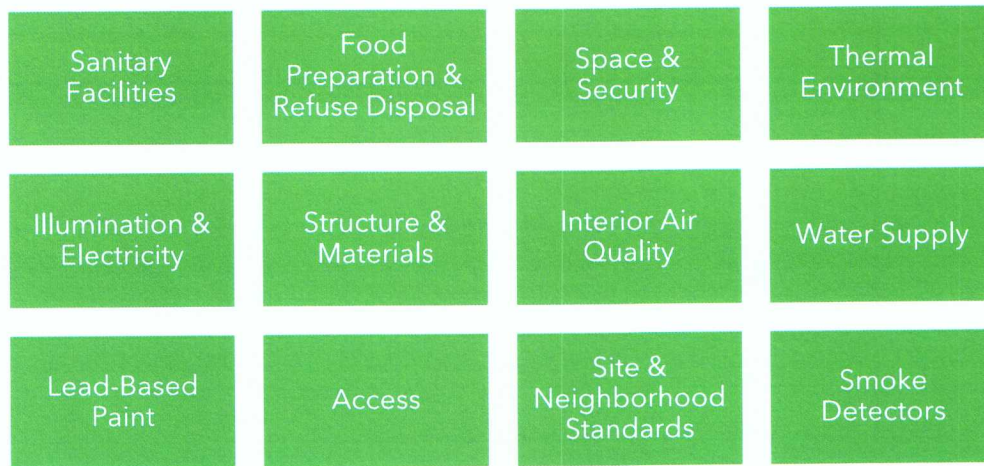 Sanitary
Facilities
Food
Preparation &
Refuse Disposal
Space &
Security
Thermal
Environment
Illumination &
Electricity
Structure &
Materials
Interior Air
Quality
Water Supply
Lead-Based
Paint
Access
Site &
Neighborhood
Standards
Smoke
Detectors